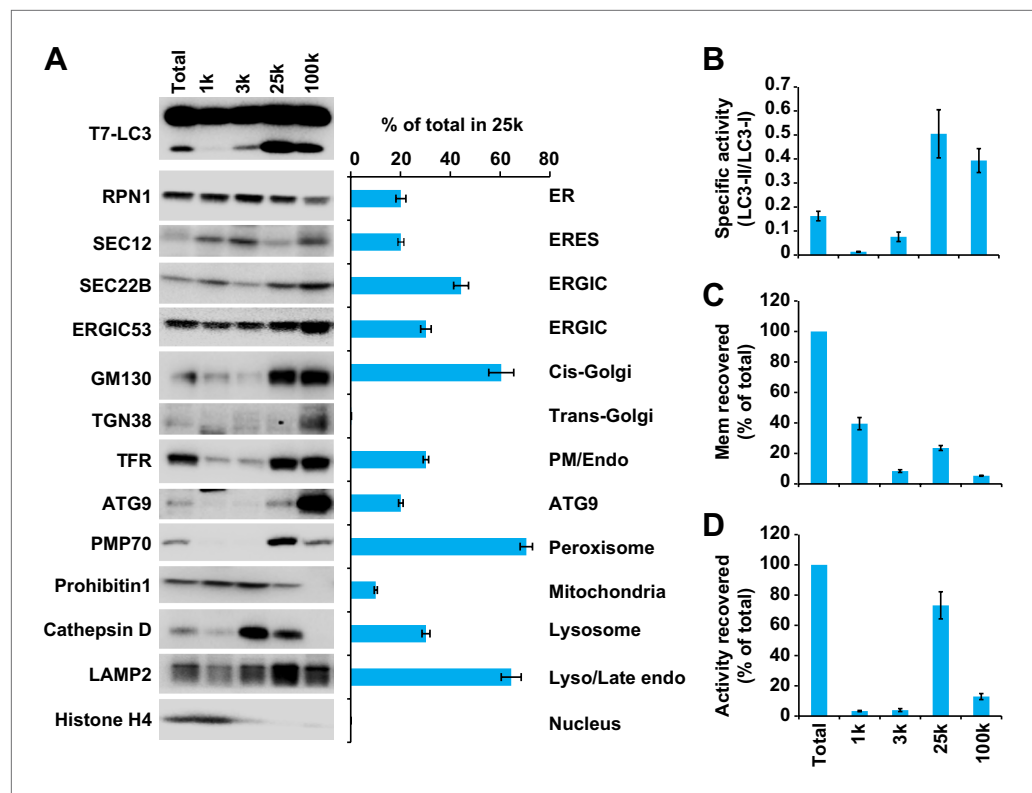 A
Total
1k
3k
25k
100k
T7-LC3
RPN1
SEC12
SEC22B
ERGIC53
GM130
TGN38
TFR
ATG9
PMP70
Prohibitin1
Cathepsin D
LAMP2
Histone H4
% of total in 25k
0 20 40 60 80
ER
ERES
ERGIC
ERGIC
Cis-Golgi
Trans-Golgi
PM/Endo
ATG9
Peroxisome
Mitochondria
Lysosome
Lyso/Late endo
Nucleus
B
Specific activity
(LC3-II/LC3-I)
0.7
0.6
0.5
0.4
0.3
0.2
0.1
0
C
Mem recovered
(% of total)
120
100
80
60
40
20
0
D
Activity recovered
(% of total)
120
100
80
60
40
20
0
Total
1k
3k
25k
100k